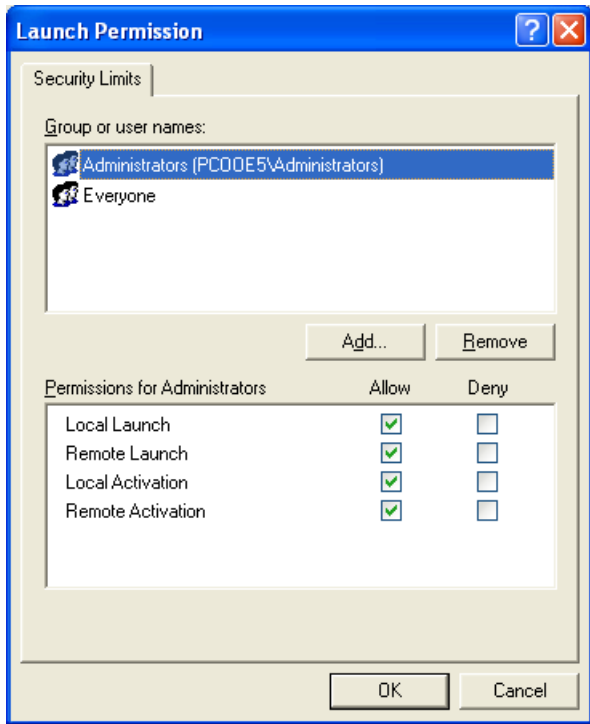 Launch Permission
Security Limits
Group or user names:
Administrators (PCOOE5\Administrators)
Everyone
Add... Remove
Permissions for Administrators Allow Deny
Local Launch
Remote Launch
Local Activation
Remote Activation
OK Cancel